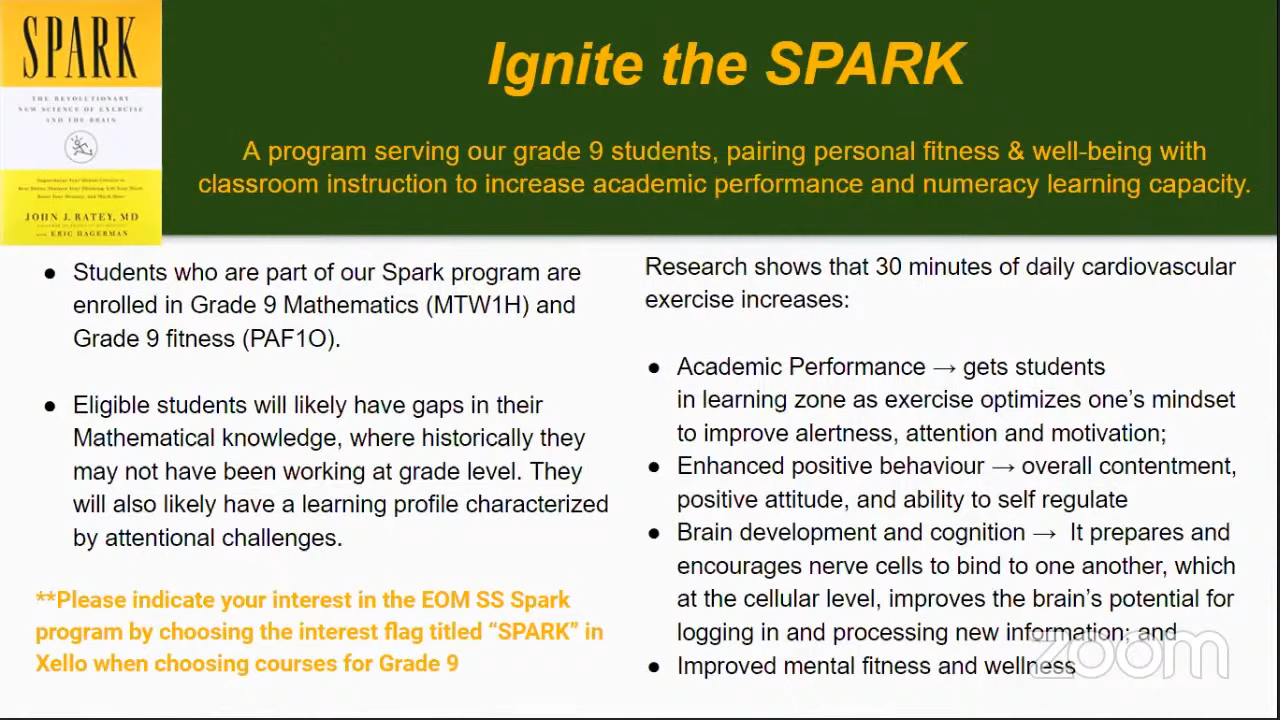 SPARK
THE REVOLUTIONARY
NEW SCIENCE OF EXERCISE
AND THE BRAIN
JOHN J. RATEY, MD
with ERIC HAGERMAN
Ignite the SPARK
A program serving our grade 9 students, pairing personal fitness & well-being with
classroom instruction to increase academic performance and numeracy learning capacity.
● Students who are part of our Spark program are
enrolled in Grade 9 Mathematics (MTW1H) and
Grade 9 fitness (PAF1O).
● Eligible students will likely have gaps in their
Mathematical knowledge, where historically they
may not have been working at grade level. They
will also likely have a learning profile characterized
by attentional challenges.
**Please indicate your interest in the EOM SS Spark
program by choosing the interest flag titled “SPARK” in
Xello when choosing courses for Grade 9
Research shows that 30 minutes of daily cardiovascular
exercise increases:
● Academic Performance → gets students
in learning zone as exercise optimizes one’s mindset
to improve alertness, attention and motivation;
● Enhanced positive behaviour → overall contentment,
positive attitude, and ability to self regulate
● Brain development and cognition → It prepares and
encourages nerve cells to bind to one another, which
at the cellular level, improves the brain’s potential for
logging in and processing new information; and
● Improved mental fitness and wellness
zoom